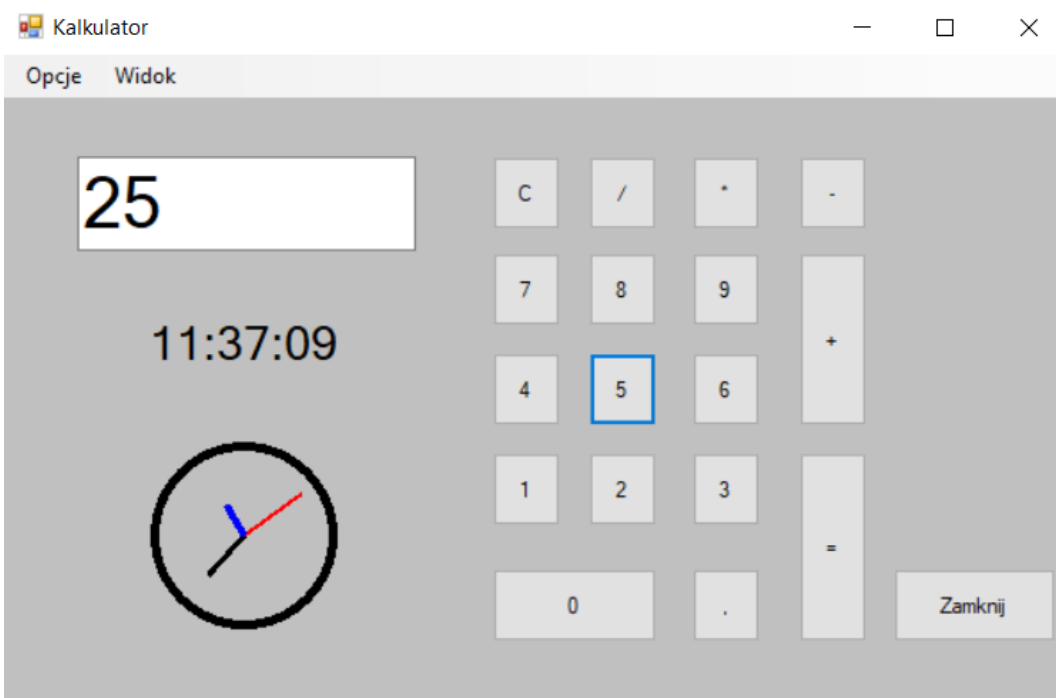 Kalkulator
Opcje Widok
25
C / * -
7 8 9
11:37:09
+
4 5 6
1 2 3
=
0 . Zamknij